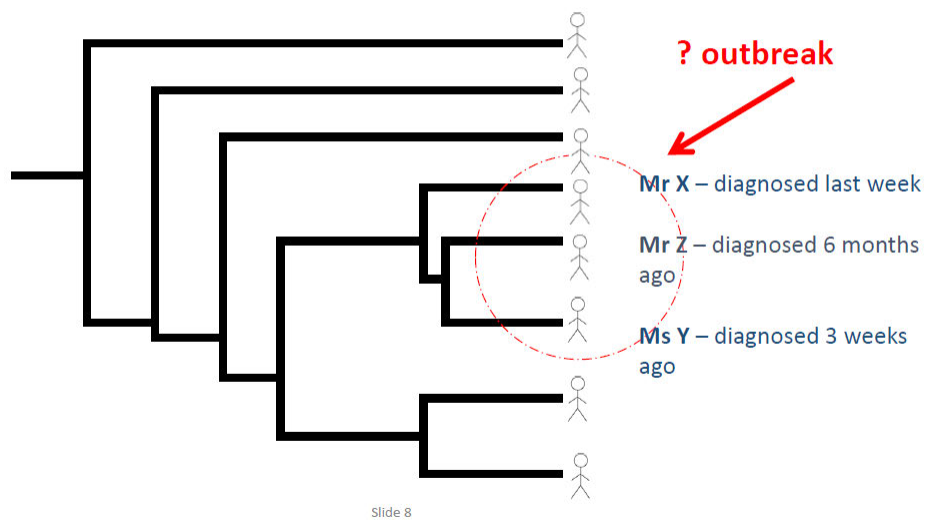 ? outbreak
Mr X – diagnosed last week
Mr Z – diagnosed 6 months
ago
Ms Y – diagnosed 3 weeks
ago
Slide 8